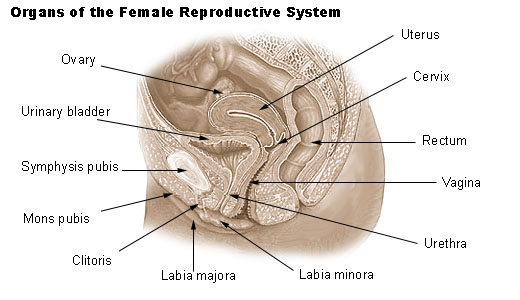 Organs of the Female Reproductive System
Uterus
Ovary
Cervix
Urinary bladder
Rectum
Symphysis pubis
Vagina
Mons pubis
Urethra
Clitoris
Labia majora
Labia minora